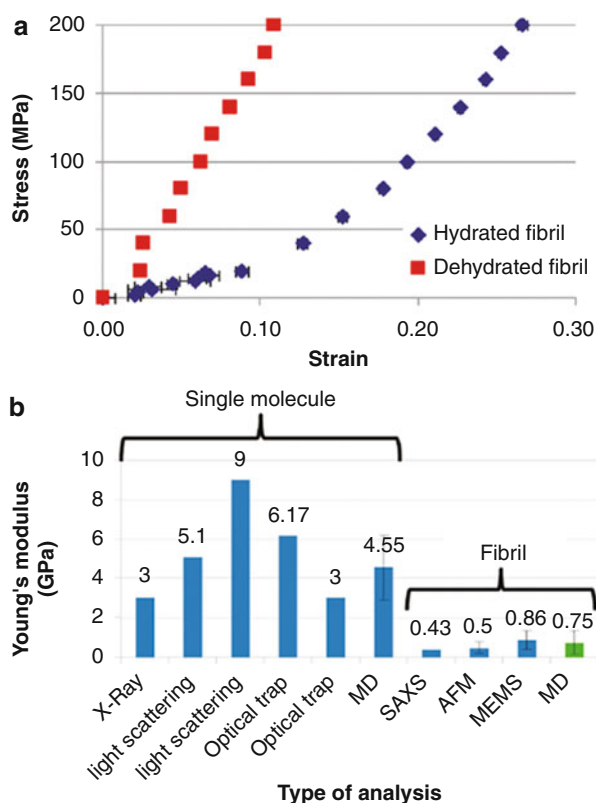 a
200
150
100
50
0
Stress (MPa)
Hydrated fibril
Dehydrated fibril
0.00 0.10 0.20 0.30
Strain
b
Single molecule
10
8
6
4
2
0
Young's modulus
(GPa)
3 5.1 9 6.17 3 4.55
Fibril
0.43 0.5 0.86 0.75
X-Ray
light scattering
light scattering
Optical trap
Optical trap
MD
SAXS
AFM
MEMS
MD
Type of analysis